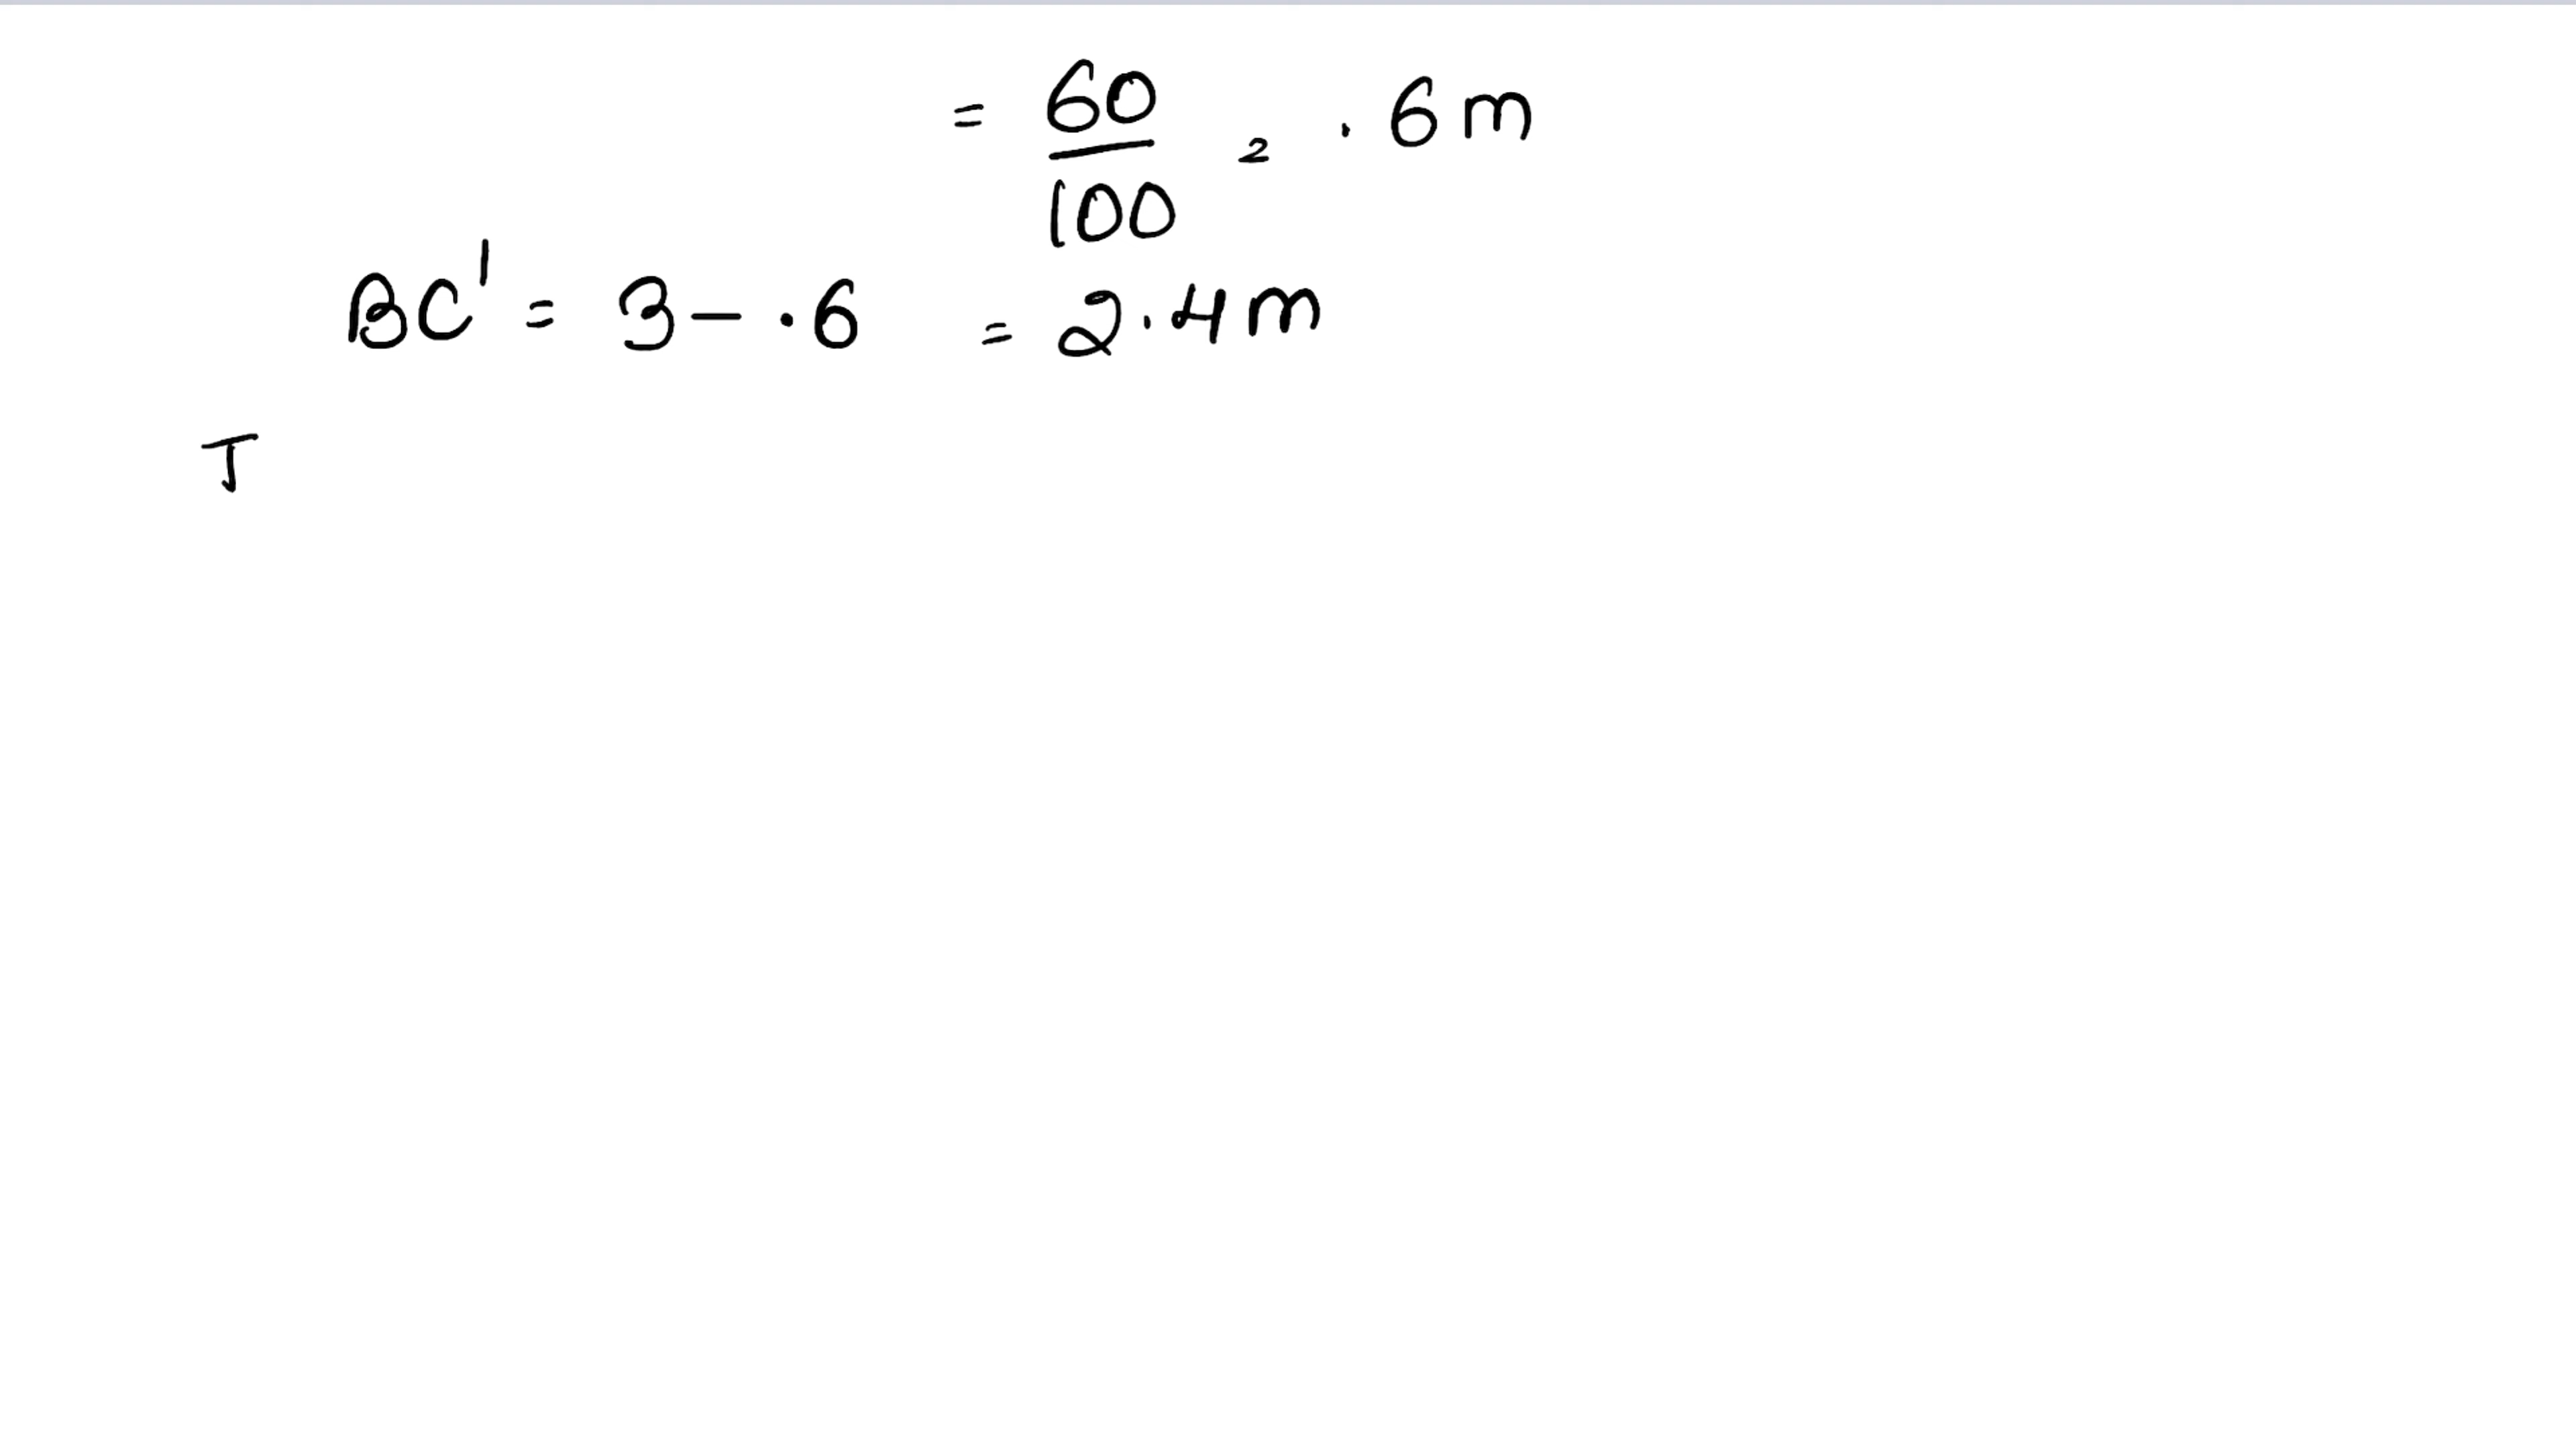 = 60/100 = .6m
BC' = 3 - .6 = 2.4m
T